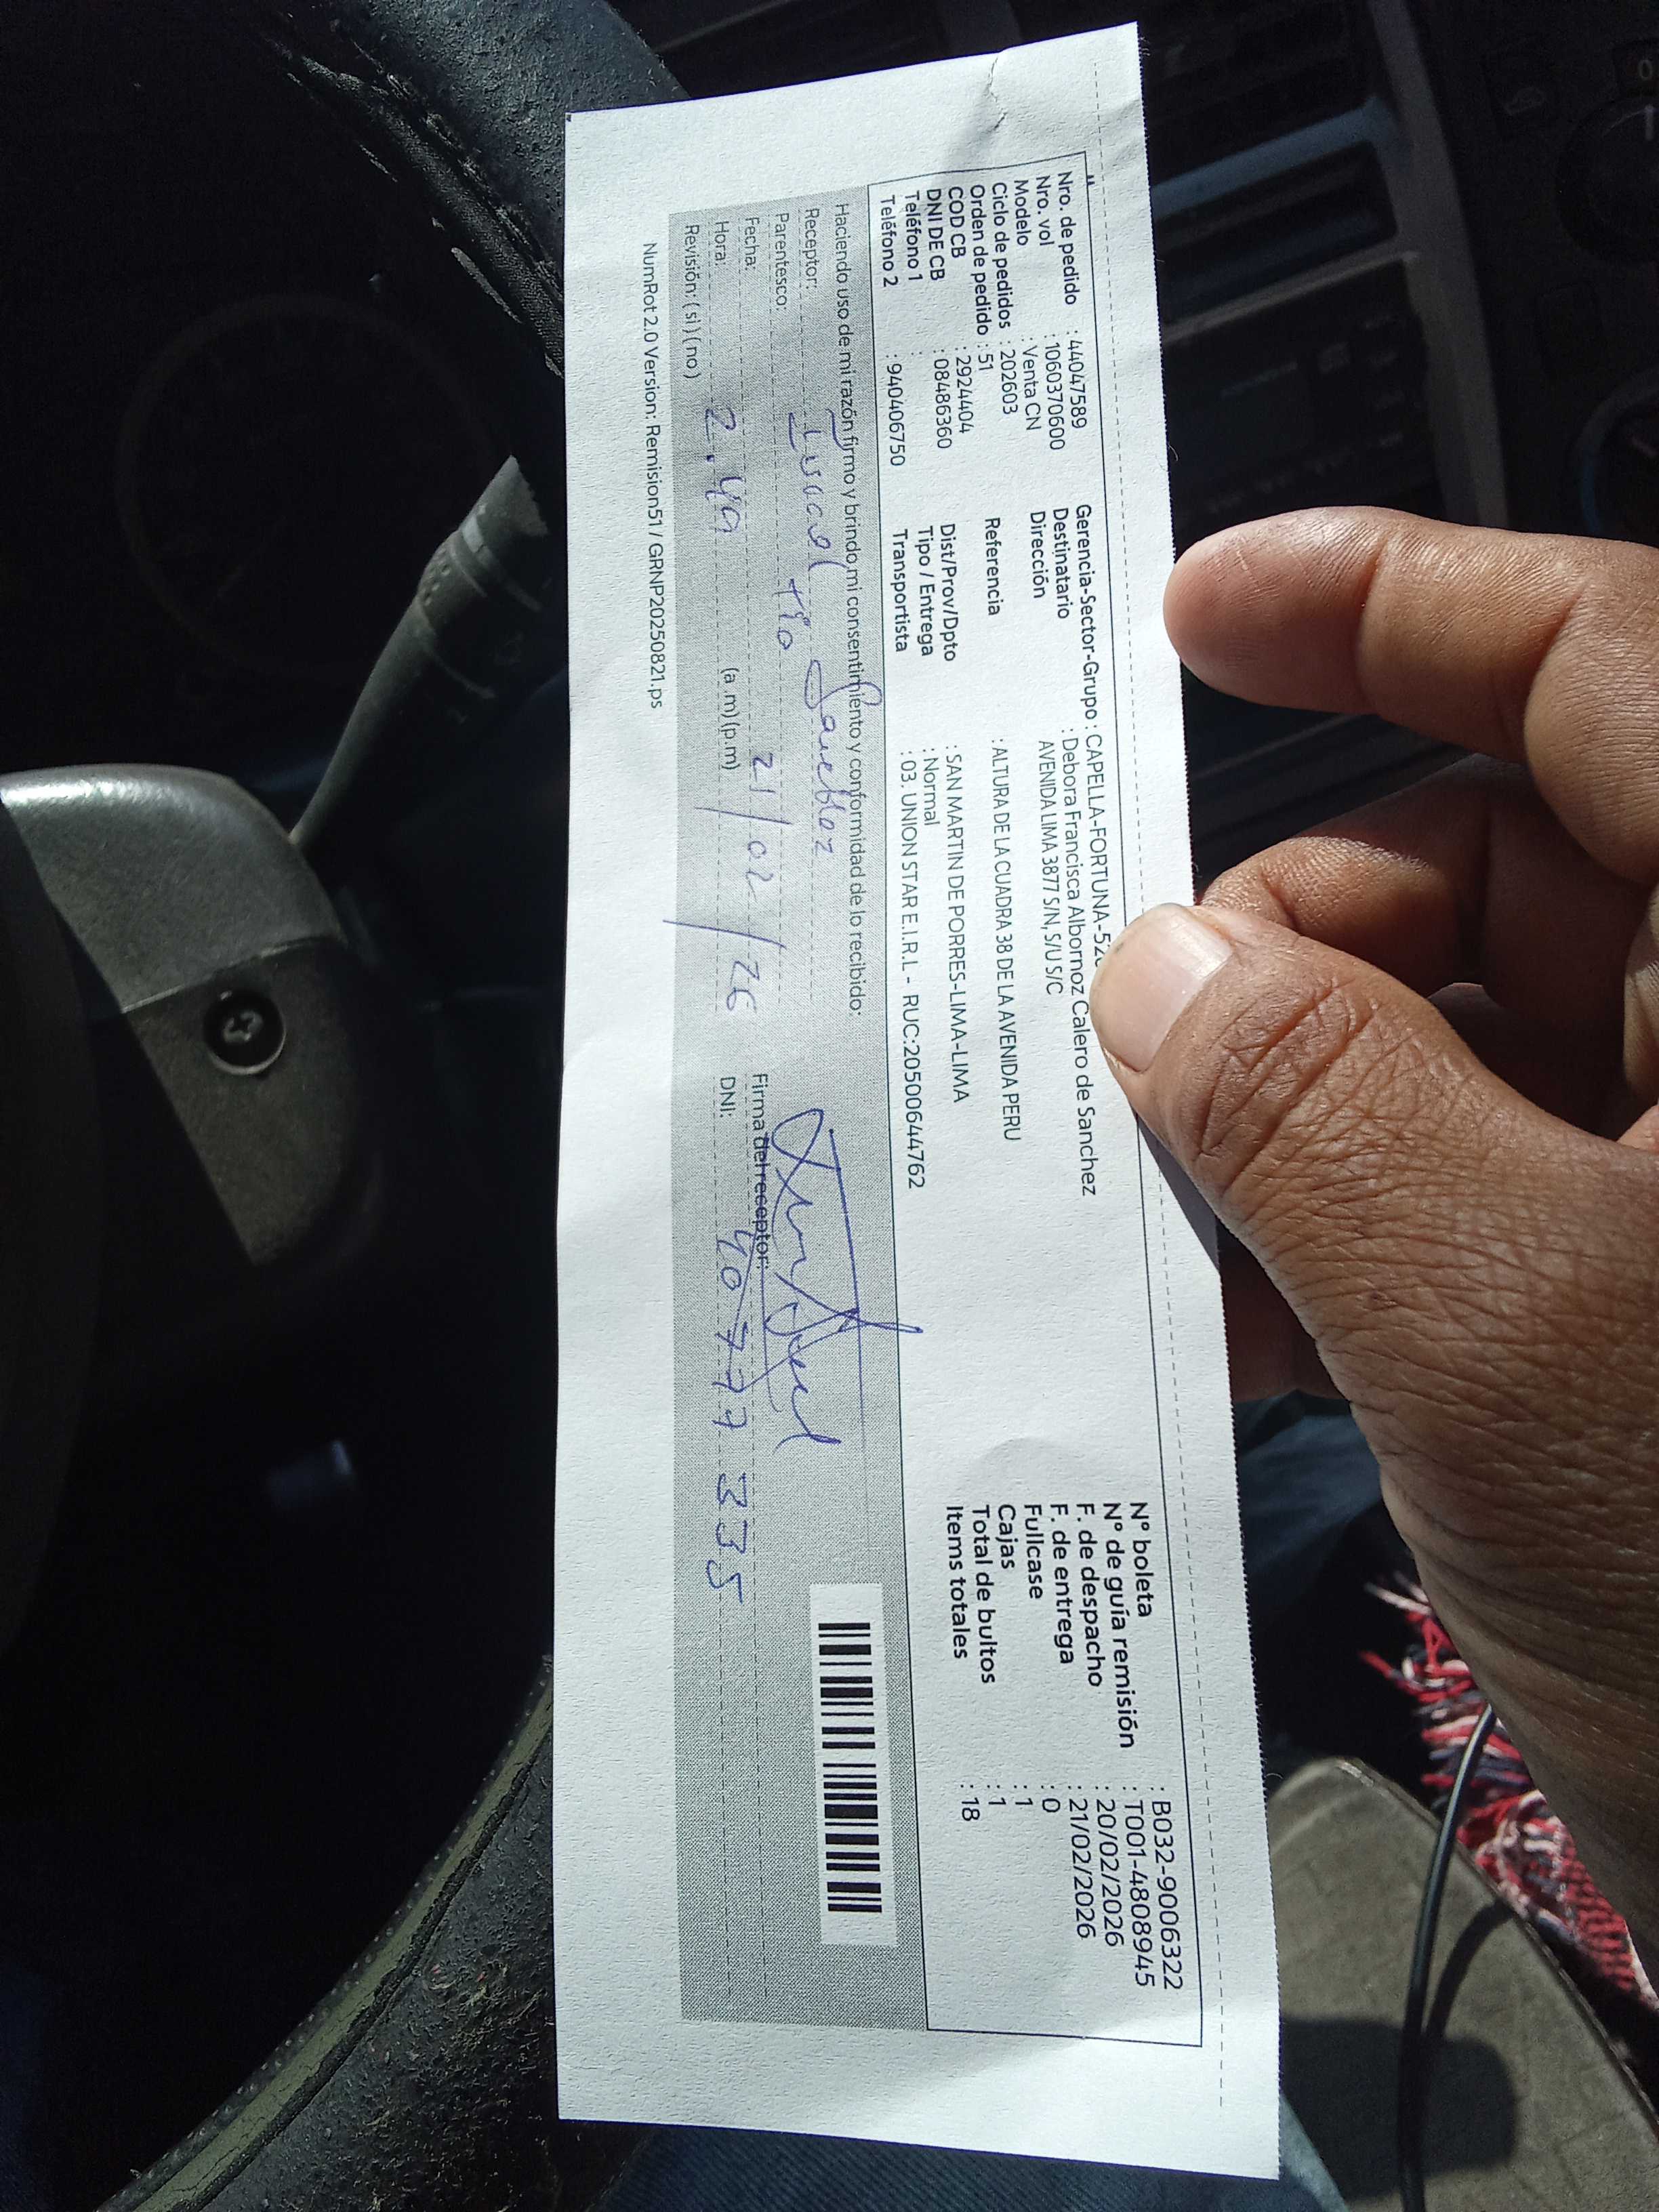 Nro. de pedido : 44047589
Nro. vol : 10603700600
Modelo : Venta CN
Ciclo de pedidos : 202603
Orden de pedido : 51
COD CB : 2924404
DNI DE CB : 08486360
Teléfono 1 :
Teléfono 2 : 940406750
Gerencia-Sector-Grupo : CAPELLA-FORTUNA-52
Destinatario : Debora Francisca Albornoz Calero de Sanchez
Dirección AVENIDA LIMA 3877 S/N, S/U S/C
Referencia : ALTURA DE LA CUADRA 38 DE LA AVENIDA PERU
Dist/Prov/Dpto : SAN MARTIN DE PORRES-LIMA-LIMA
Tipo / Entrega : Normal
Transportista : 03. UNION STAR E.I.R.L - RUC:20500644762
N° boleta : B032-9006322
N° de guía remisión : T001-4808945
F. de despacho : 20/02/2026
F. de entrega : 21/02/2026
Fullcase : 0
Cajas : 1
Total de bultos : 1
Items totales : 18
Haciendo uso de mi razón firmo y brindo mi consentimiento y conformidad de lo recibido:
Receptor: Sanchez
Parentesco:
Fecha: 21/02/26
Hora: 2.49 (a.m)(p.m)
Revisión: ( si ) ( no )
Firma del receptor:
DNI: 40777335
NumRot 2.0 Version: Remision51 / GRNP20250821.ps